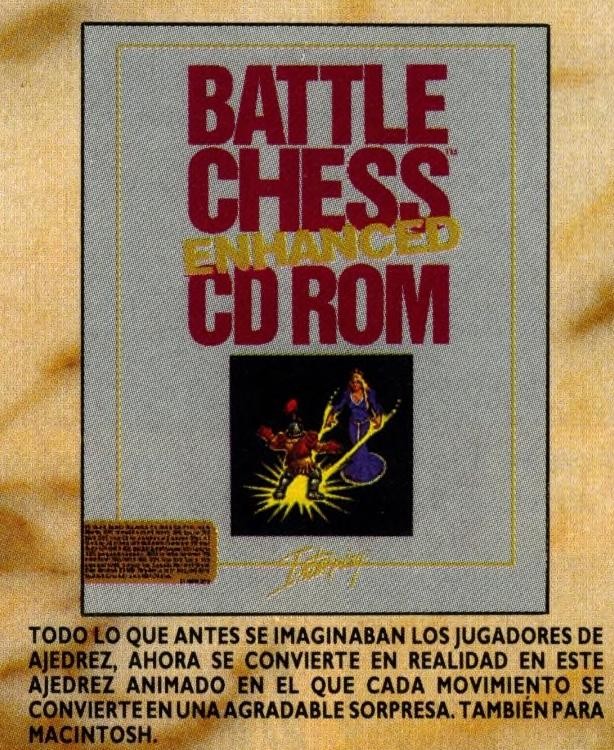 BATTLE
CHESS™
ENHANCED
CD ROM
Interplay
TODO LO QUE ANTES SE IMAGINABAN LOS JUGADORES DE
AJEDREZ, AHORA SE CONVIERTE EN REALIDAD EN ESTE
AJEDREZ ANIMADO EN EL QUE CADA MOVIMIENTO SE
CONVIERTE EN UNA AGRADABLE SORPRESA. TAMBIÉN PARA
MACINTOSH.